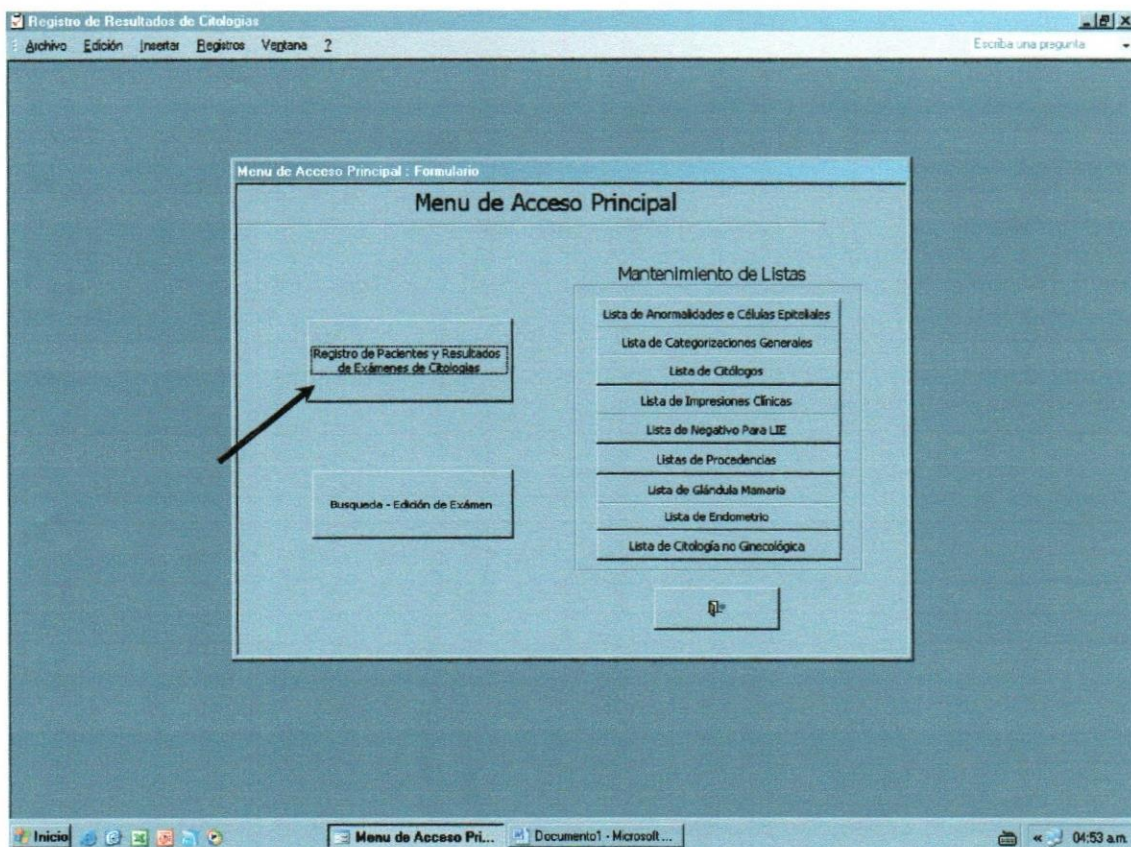 Registro de Resultados de Citologias
Archivo Edición Insertar Registros Ventana ?
Escriba una pregunta
Menu de Acceso Principal : Formulario
Menu de Acceso Principal
Mantenimiento de Listas
Registro de Pacientes y Resultados
de Exámenes de Citologias
Busqueda - Edición de Exámen
Lista de Anormalidades e Células Epiteliales
Lista de Categorizaciones Generales
Lista de Citólogos
Lista de Impresiones Clínicas
Lista de Negativo Para LIE
Listas de Procedencias
Lista de Glándula Mamaria
Lista de Endometrio
Lista de Citología no Ginecológica
Inicio
Menu de Acceso Pri...
Documento1 - Microsoft ...
« 04:53 a.m.